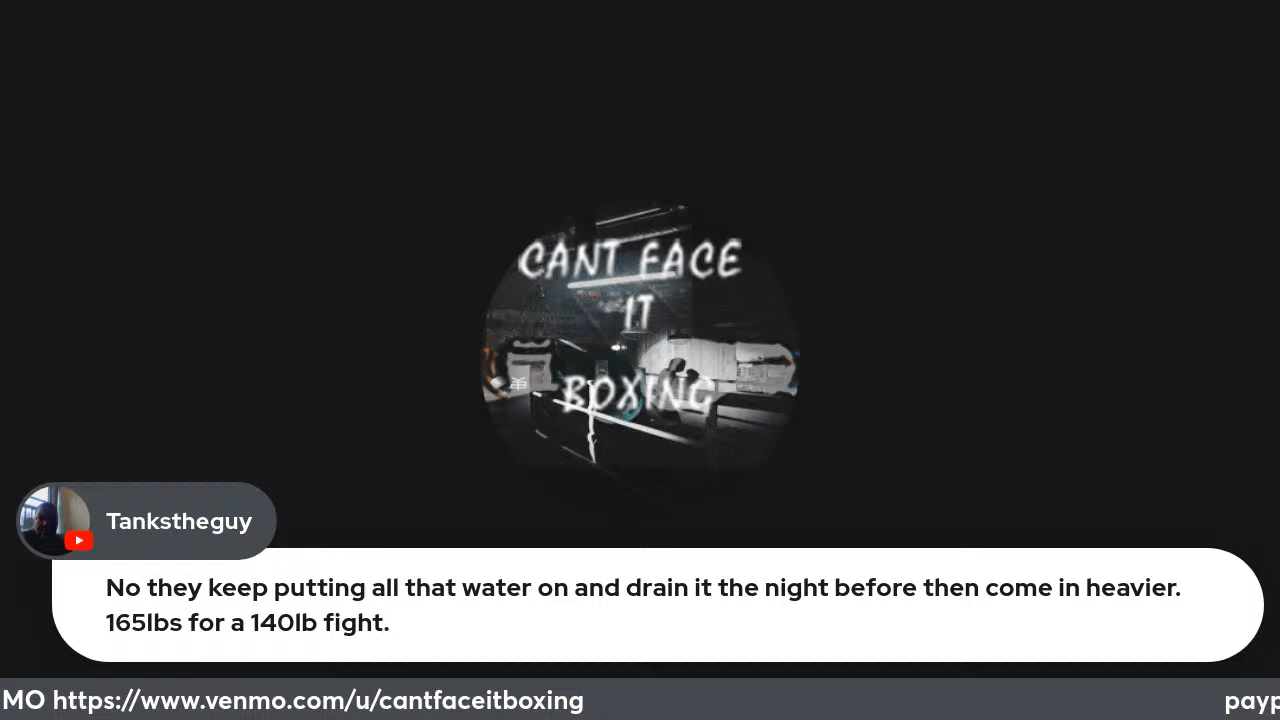 CANT FACE
IT
BOXING
Tankstheguy
No they keep putting all that water on and drain it the night before then come in heavier.
165lbs for a 140lb fight.
MO https://www.venmo.com/u/cantfaceitboxing payp